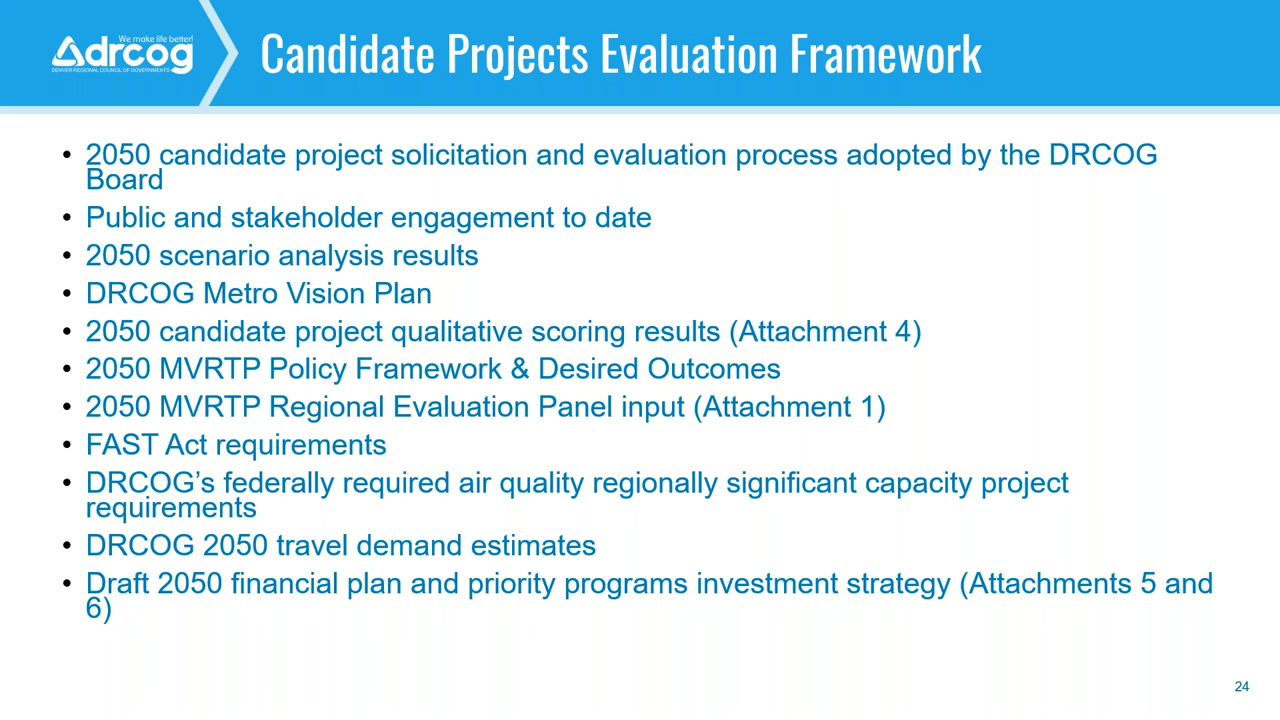 We make life better!
drcog
DENVER REGIONAL COUNCIL OF GOVERNMENTS
Candidate Projects Evaluation Framework
• 2050 candidate project solicitation and evaluation process adopted by the DRCOG
Board
• Public and stakeholder engagement to date
• 2050 scenario analysis results
• DRCOG Metro Vision Plan
• 2050 candidate project qualitative scoring results (Attachment 4)
• 2050 MVRTP Policy Framework & Desired Outcomes
• 2050 MVRTP Regional Evaluation Panel input (Attachment 1)
• FAST Act requirements
• DRCOG’s federally required air quality regionally significant capacity project
requirements
• DRCOG 2050 travel demand estimates
• Draft 2050 financial plan and priority programs investment strategy (Attachments 5 and
6)
24